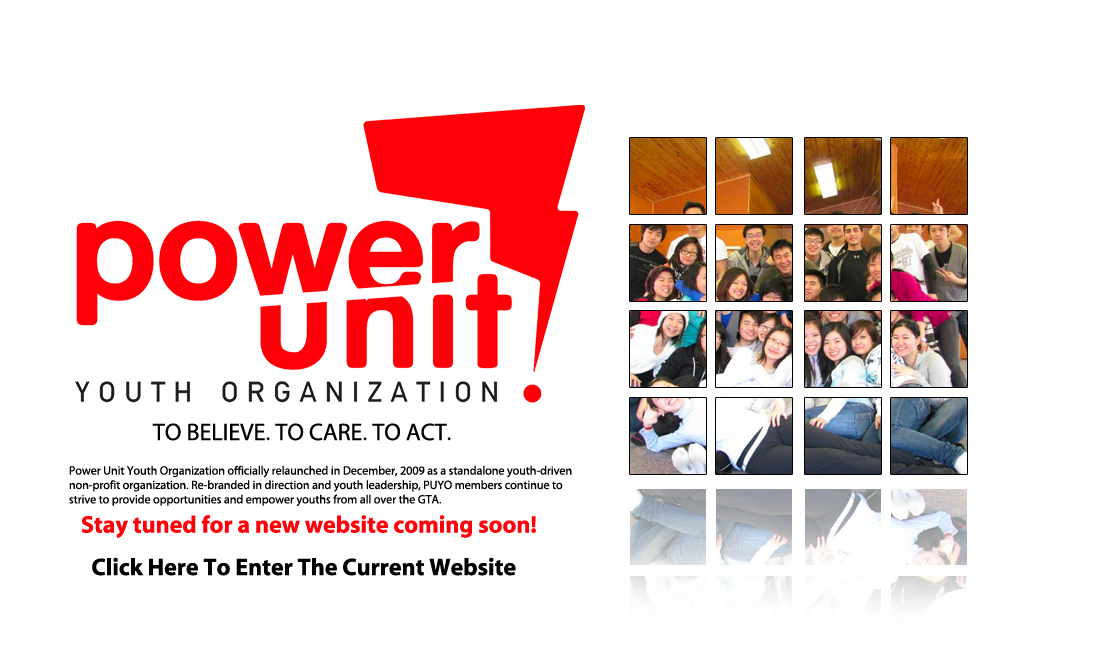 power
unit
YOUTH ORGANIZATION
TO BELIEVE. TO CARE. TO ACT.
Power Unit Youth Organization officially relaunched in December, 2009 as a standalone youth-driven
non-profit organization. Re-branded in direction and youth leadership, PUYO members continue to
strive to provide opportunities and empower youths from all over the GTA.
Stay tuned for a new website coming soon!
Click Here To Enter The Current Website